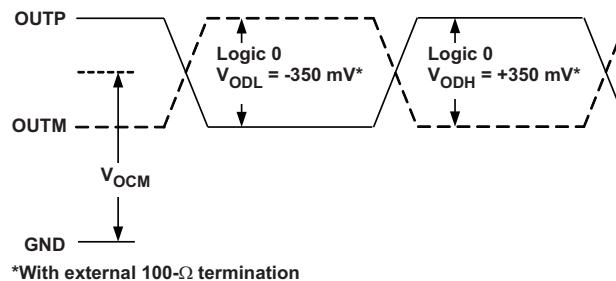 OUTP
Logic 0
VODL = -350 mV*
Logic 0
VODH = +350 mV*
OUTM
VOCM
GND
*With external 100-Ω termination